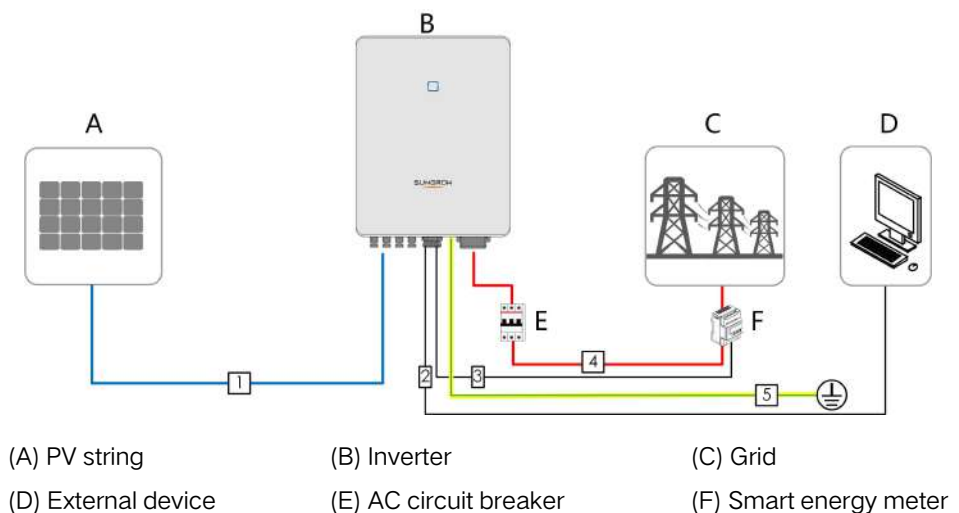 B
A
C
D
SUNGROW
E
F
4
1
2
3
5
(A) PV string
(B) Inverter
(C) Grid
(D) External device
(E) AC circuit breaker
(F) Smart energy meter